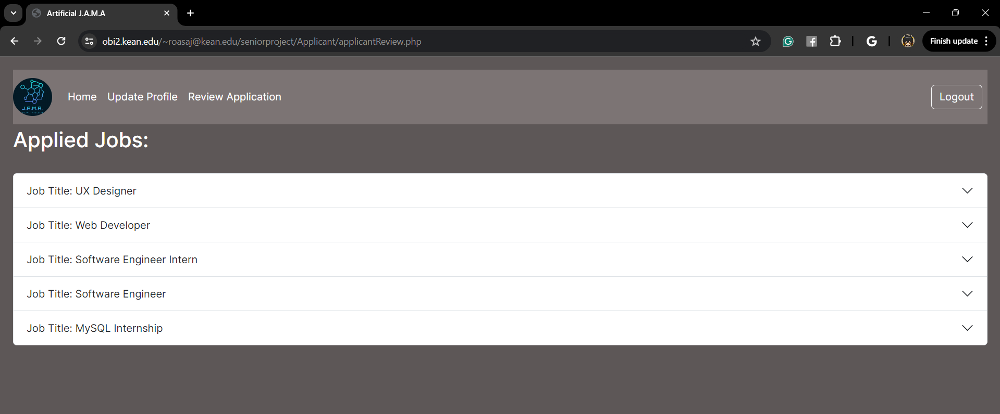 Artificial J.A.M.A
obi2.kean.edu/~roasaj@kean.edu/seniorproject/Applicant/applicantReview.php
Finish update
J.A.M.A.
Home Update Profile Review Application
Logout
Applied Jobs:
Job Title: UX Designer
Job Title: Web Developer
Job Title: Software Engineer Intern
Job Title: Software Engineer
Job Title: MySQL Internship